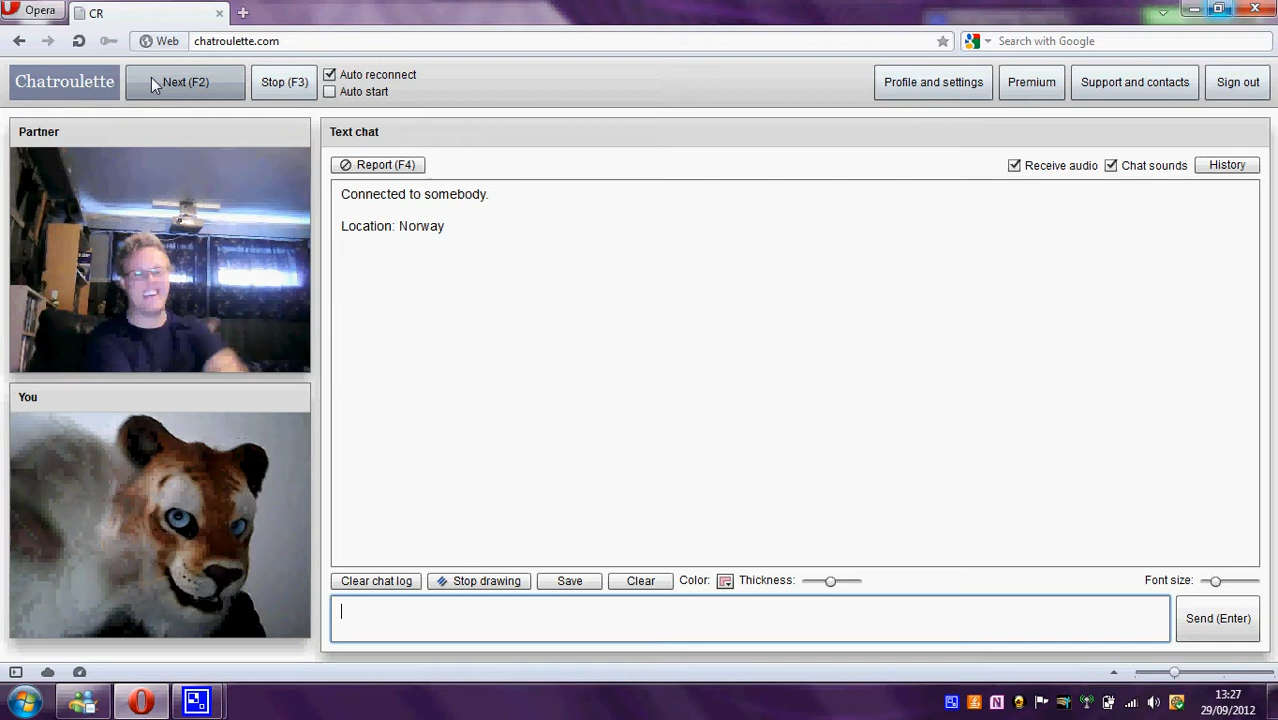 Opera
CR
Web
chatroulette.com
Search with Google
Chatroulette
Next (F2)
Stop (F3)
Auto reconnect
Auto start
Profile and settings
Premium
Support and contacts
Sign out
Partner
Text chat
Report (F4)
Receive audio
Chat sounds
History
Connected to somebody.
Location: Norway
You
Clear chat log
Stop drawing
Save
Clear
Color:
Thickness:
Font size:
Send (Enter)
N
13:27
29/09/2012